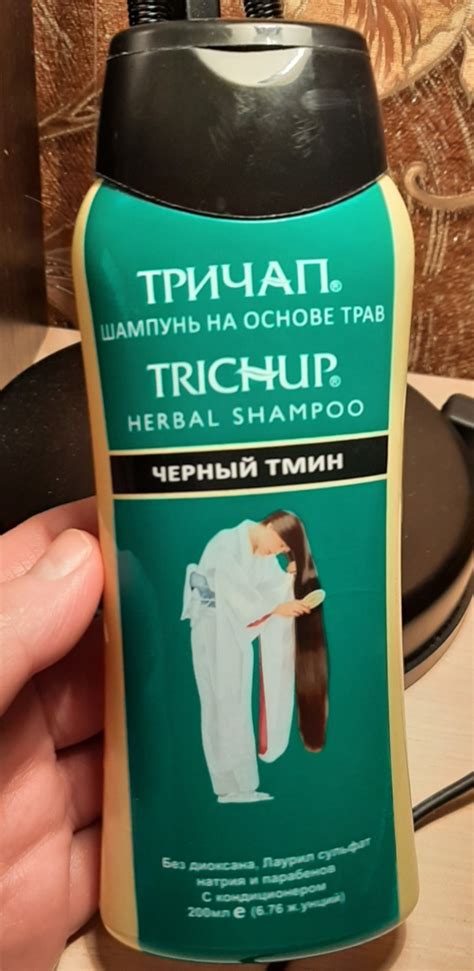 ТРИЧАП®
ШАМПУНЬ НА ОСНОВЕ ТРАВ
TRICHUP®
HERBAL SHAMPOO
ЧЕРНЫЙ ТМИН
Без диоксана, Лаурил сульфат
натрия и парабенов
С кондиционером
200мл e (6.76 ж.унций)